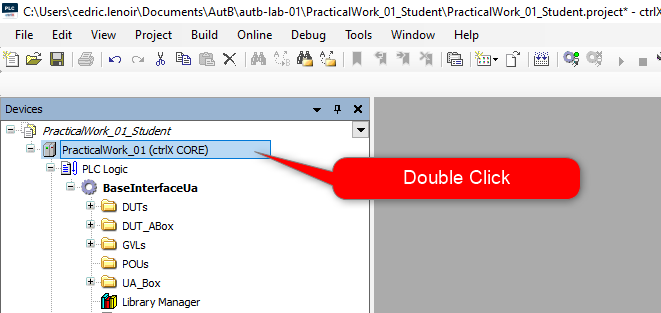 PLC C:\Users\cedric.lenoir\Documents\AutB\autb-lab-01\PracticalWork_01_Student\PracticalWork_01_Student.project* - ctrlX
File Edit View Project Build Online Debug Tools Window Help
Devices
PracticalWork_01_Student
PracticalWork_01 (ctrlX CORE)
Double Click
PLC Logic
BaseInterfaceUa
DUTs
DUT_ABox
GVLs
POUs
UA_Box
Library Manager